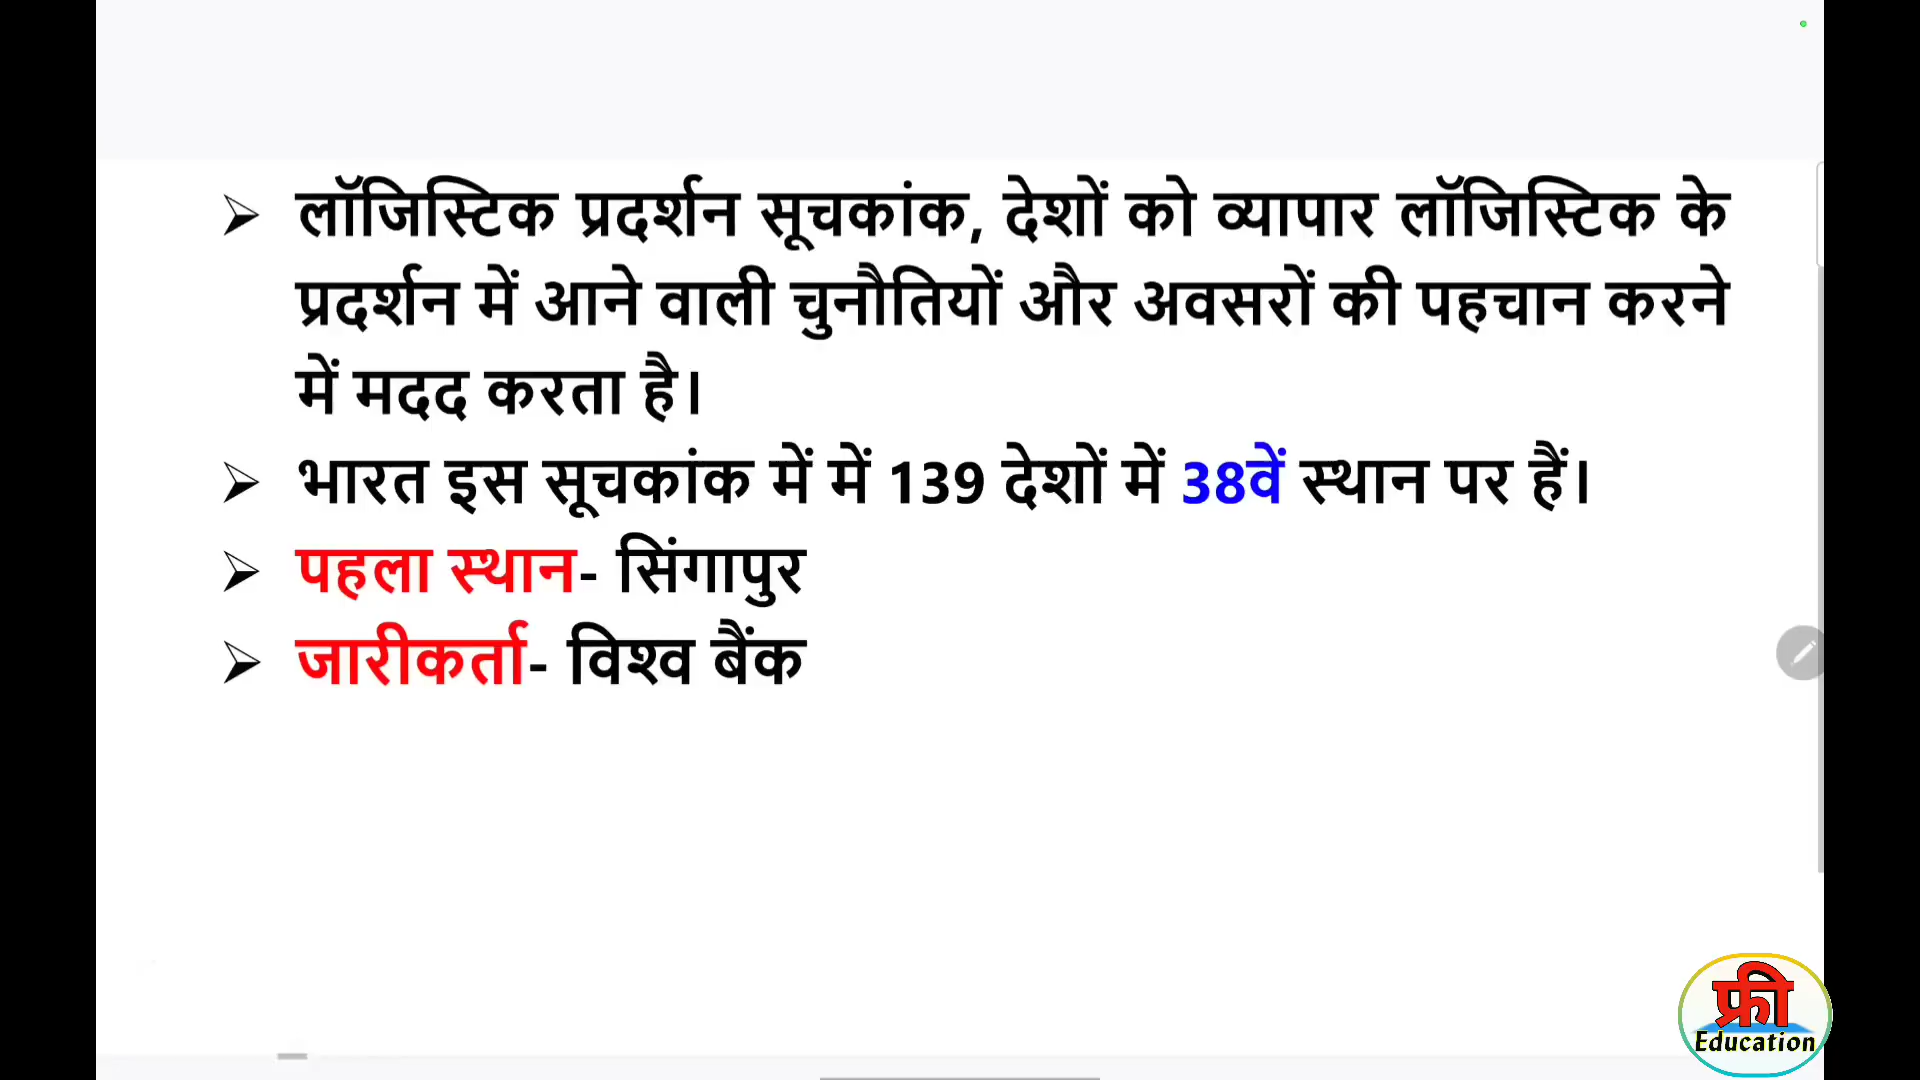 ➢ लॉजिस्टिक प्रदर्शन सूचकांक, देशों को व्यापार लॉजिस्टिक के
प्रदर्शन में आने वाली चुनौतियों और अवसरों की पहचान करने
में मदद करता है।
➢ भारत इस सूचकांक में में 139 देशों में 38वें स्थान पर हैं।
➢ पहला स्थान- सिंगापुर
➢ जारीकर्ता- विश्व बैंक
फ्री
Education